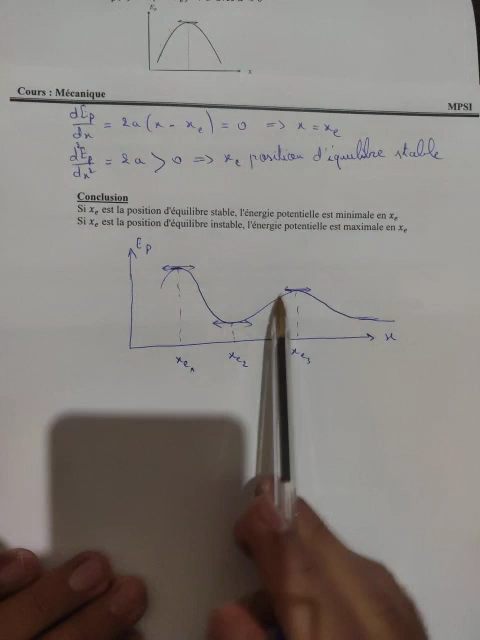 Ep
x
Cours : Mécanique
MPSI
dEp/dx = 2a(x - xe) = 0 => x = xe
d²Ep/dx² = 2a > 0 => xe position d'équilibre stable
Conclusion
Si xe est la position d'équilibre stable, l'énergie potentielle est minimale en xe
Si xe est la position d'équilibre instable, l'énergie potentielle est maximale en xe
Ep
x
xe1 xe2 xe3